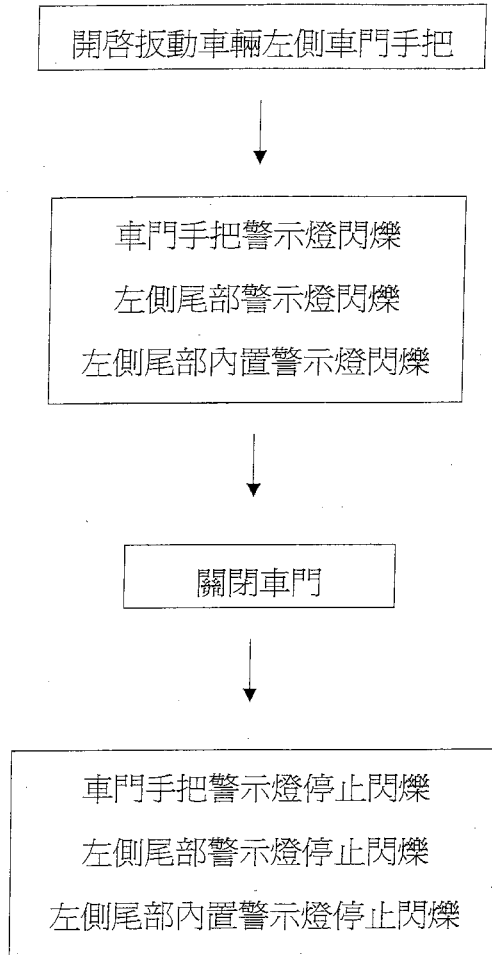 開啓扳動車輛左側車門手把
車門手把警示燈閃爍
左側尾部警示燈閃爍
左側尾部內置警示燈閃爍
關閉車門
車門手把警示燈停止閃爍
左側尾部警示燈停止閃爍
左側尾部內置警示燈停止閃爍